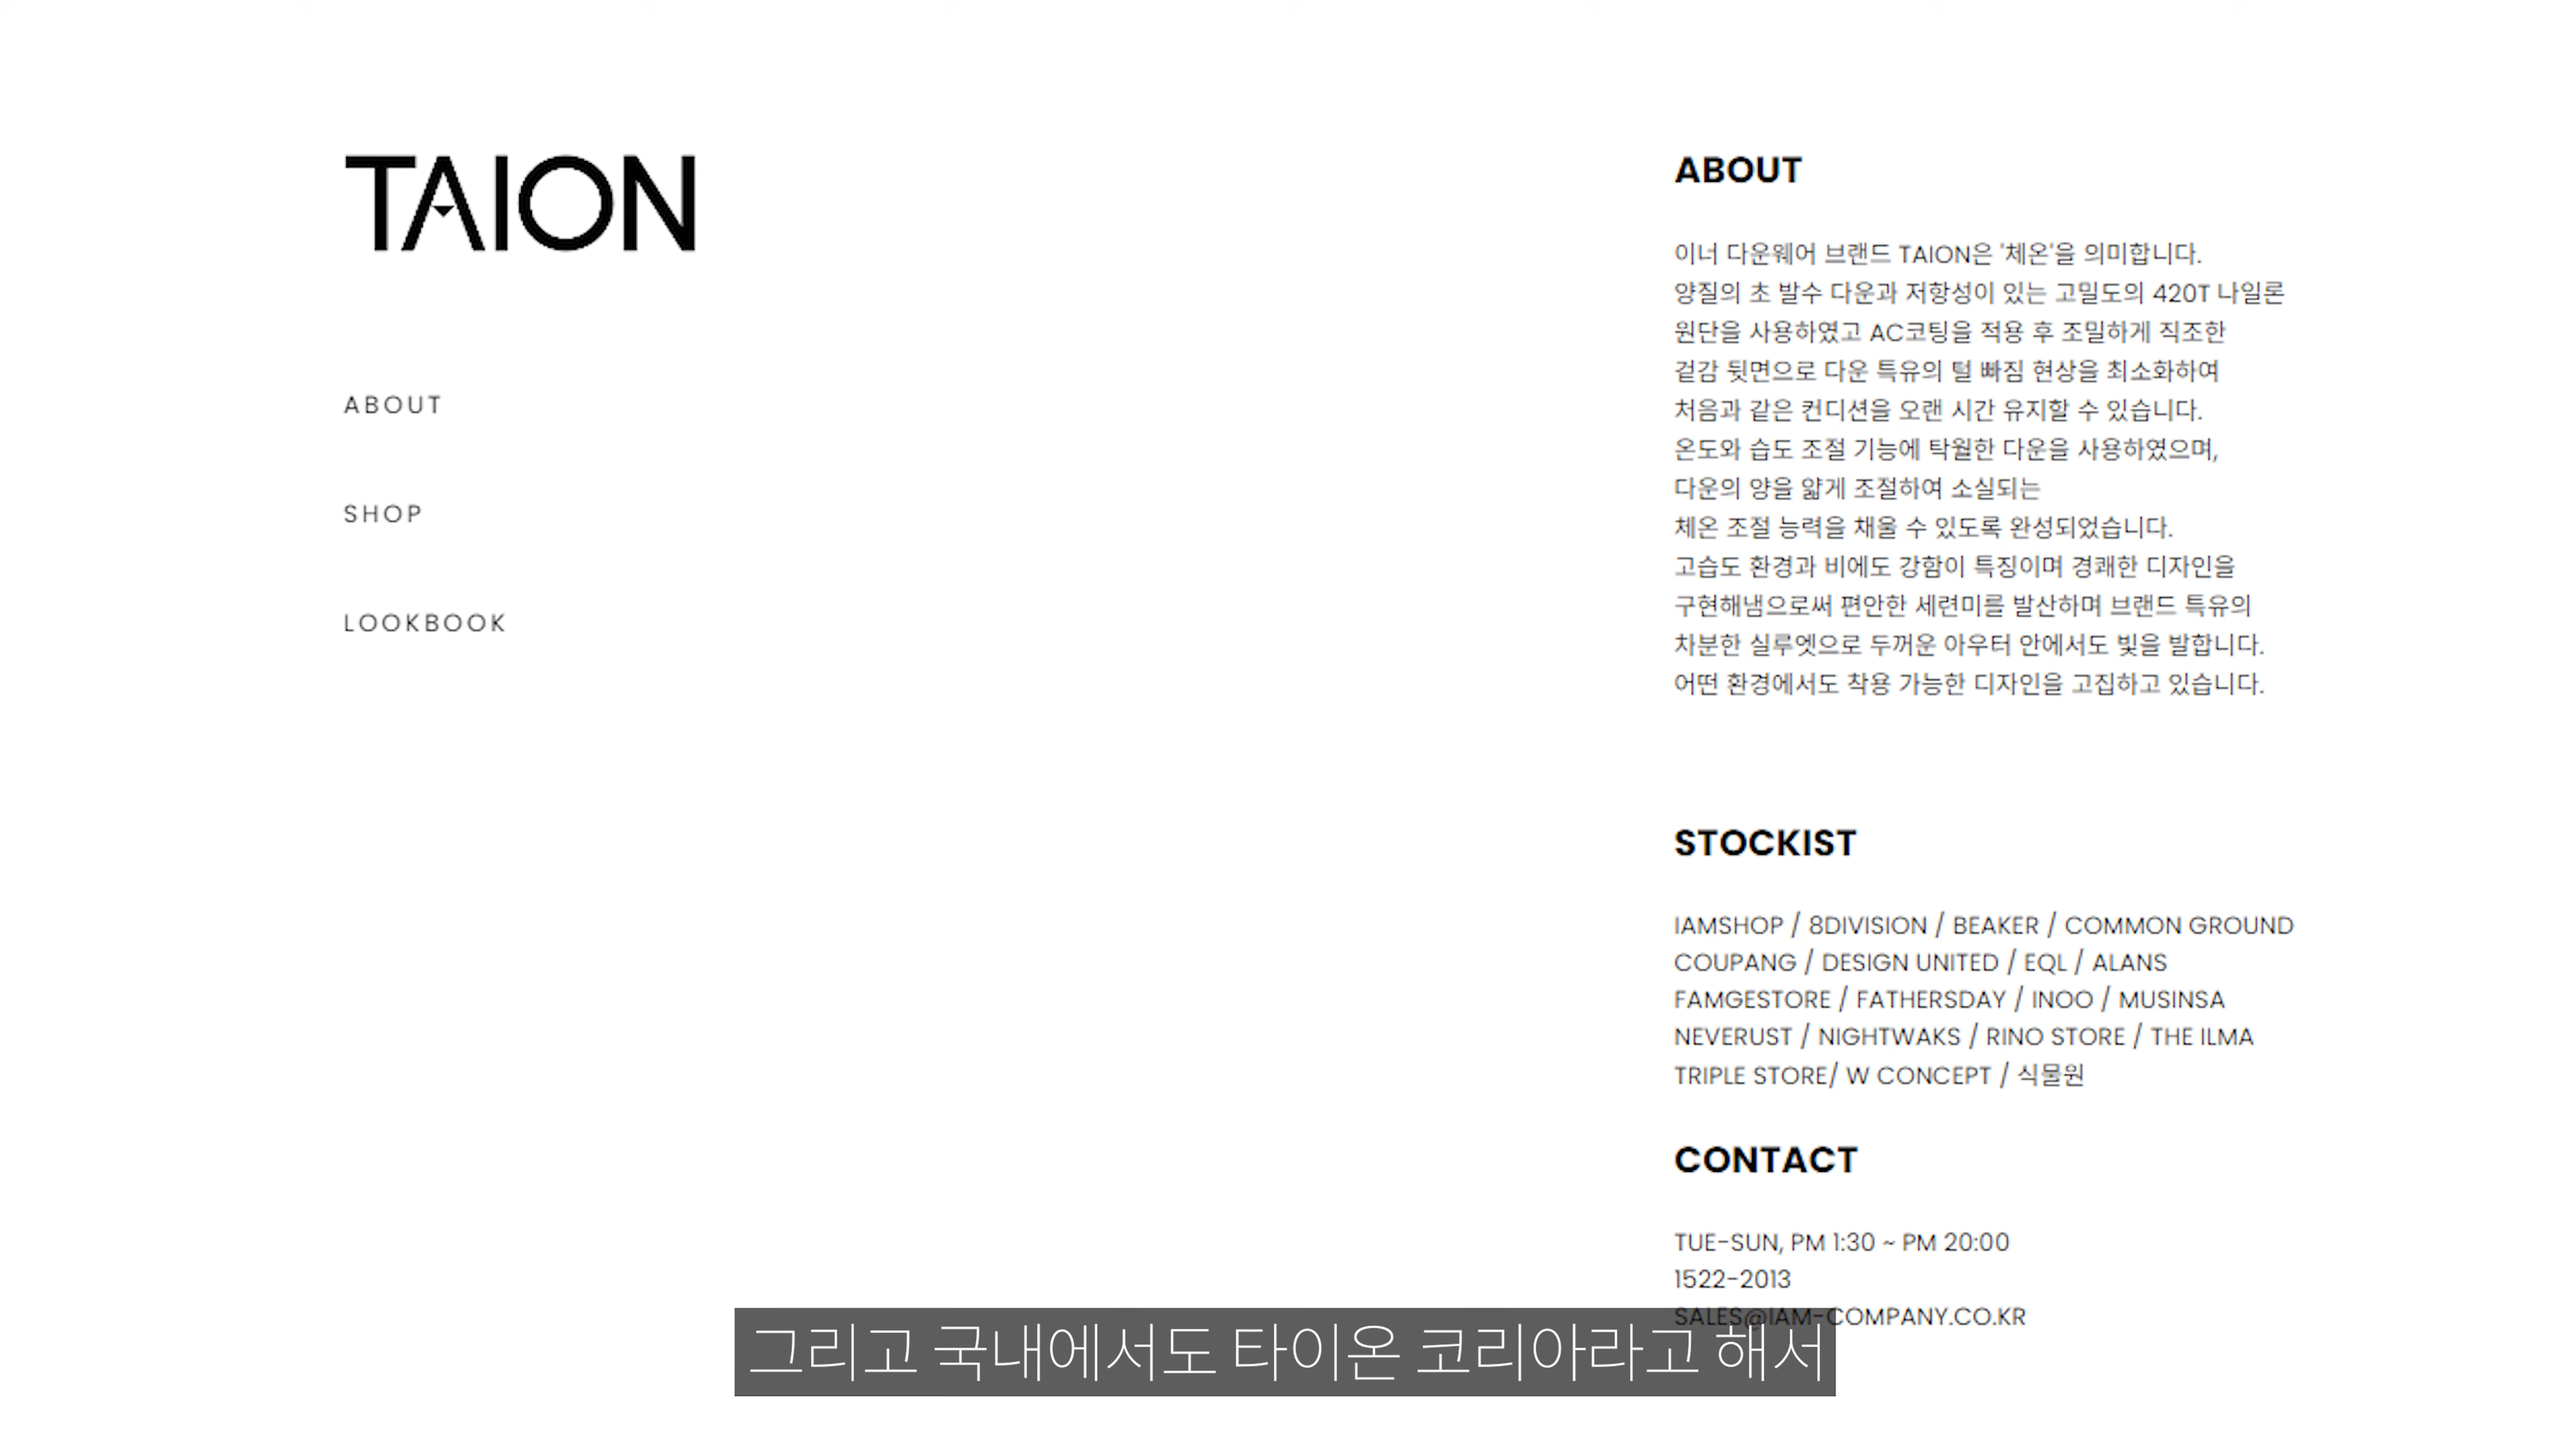 TAION
ABOUT
SHOP
LOOKBOOK
ABOUT
이너 다운웨어 브랜드 TAION은 '체온'을 의미합니다.
양질의 초 발수 다운과 저항성이 있는 고밀도의 420T 나일론
원단을 사용하였고 AC코팅을 적용 후 조밀하게 직조한
겉감 뒷면으로 다운 특유의 털 빠짐 현상을 최소화하여
처음과 같은 컨디션을 오랜 시간 유지할 수 있습니다.
온도와 습도 조절 기능에 탁월한 다운을 사용하였으며,
다운의 양을 얇게 조절하여 소실되는
체온 조절 능력을 채울 수 있도록 완성되었습니다.
고습도 환경과 비에도 강함이 특징이며 경쾌한 디자인을
구현해냄으로써 편안한 세련미를 발산하며 브랜드 특유의
차분한 실루엣으로 두꺼운 아우터 안에서도 빛을 발합니다.
어떤 환경에서도 착용 가능한 디자인을 고집하고 있습니다.
STOCKIST
IAMSHOP / 8DIVISION / BEAKER / COMMON GROUND
COUPANG / DESIGN UNITED / EQL / ALANS
FAMGESTORE / FATHERSDAY / INOO / MUSINSA
NEVERUST / NIGHTWAKS / RINO STORE / THE ILMA
TRIPLE STORE/ W CONCEPT / 식물원
CONTACT
TUE-SUN, PM 1:30 ~ PM 20:00
1522-2013
SALES@IAM-COMPANY.CO.KR
그리고 국내에서도 타이온 코리아라고 해서